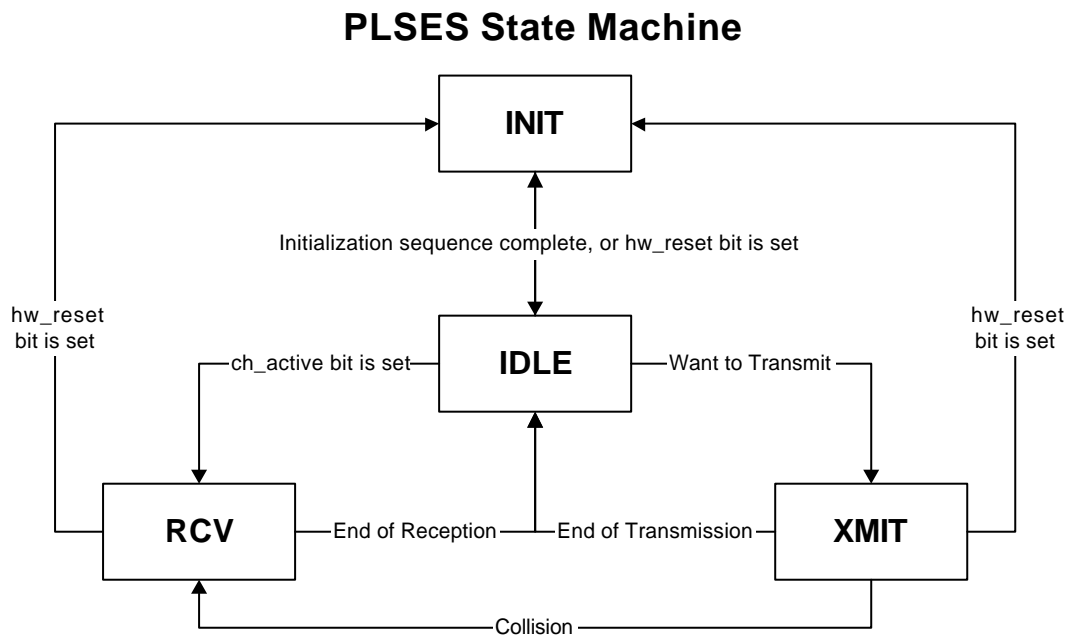 PLSES State Machine
INIT
Initialization sequence complete, or hw_reset bit is set
hw_reset
bit is set
hw_reset
bit is set
ch_active bit is set
IDLE
Want to Transmit
RCV
End of Reception
End of Transmission
XMIT
Collision